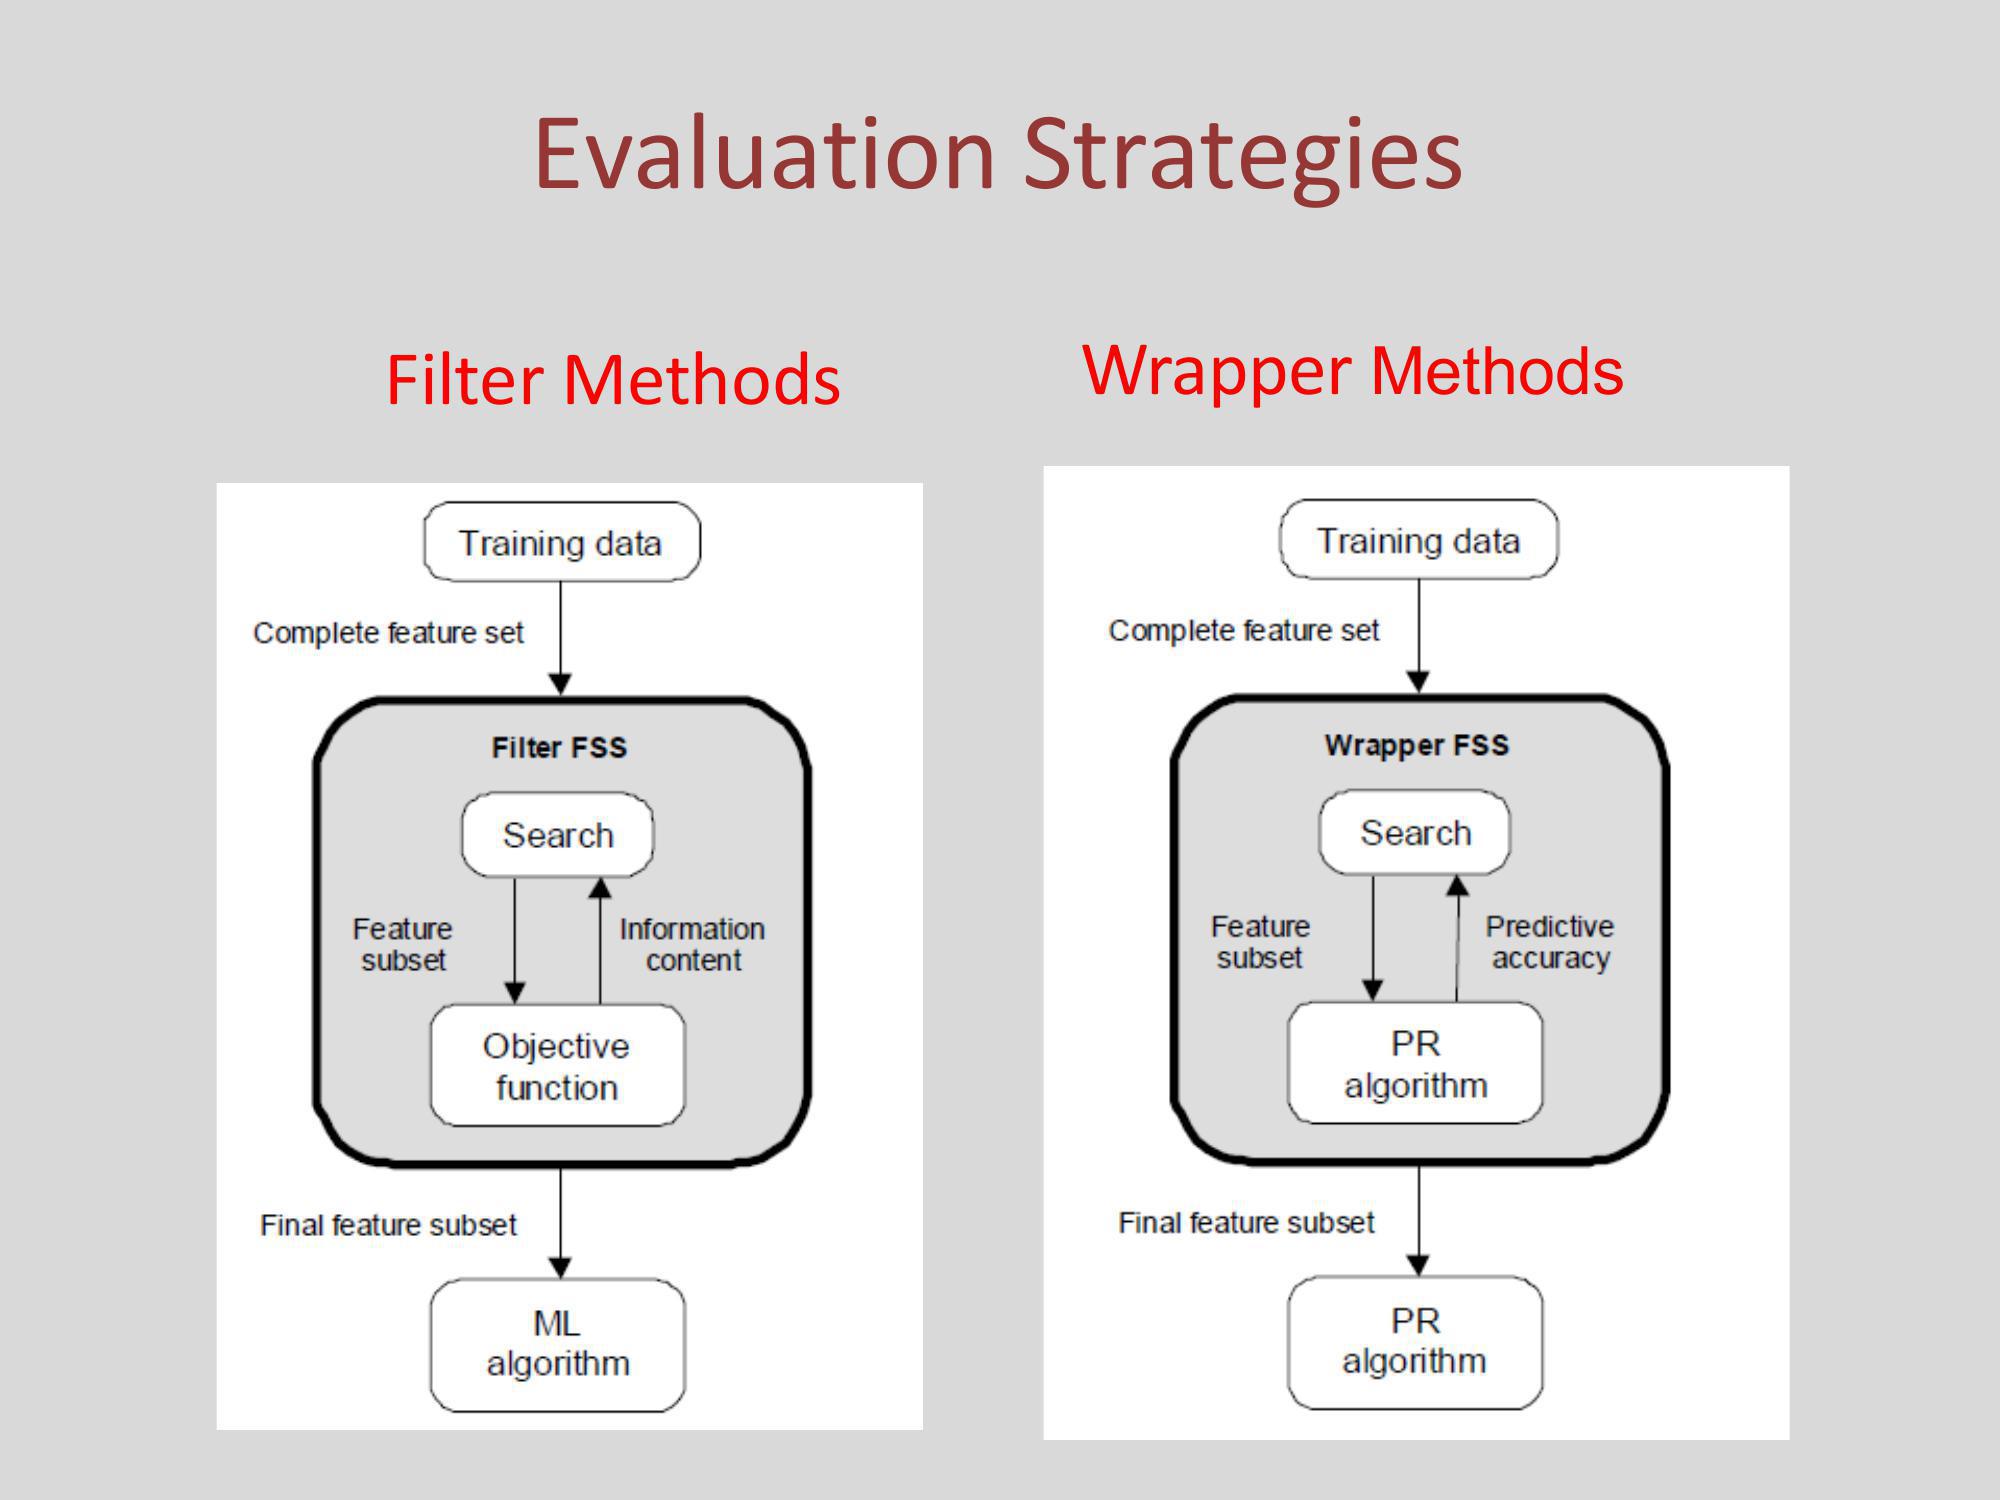 Evaluation Strategies
Filter Methods
Training data
Complete feature set
Filter FSS
Search
Feature
subset
Information
content
Objective
function
Final feature subset
ML
algorithm
Wrapper Methods
Training data
Complete feature set
Wrapper FSS
Search
Feature
subset
Predictive
accuracy
PR
algorithm
Final feature subset
PR
algorithm